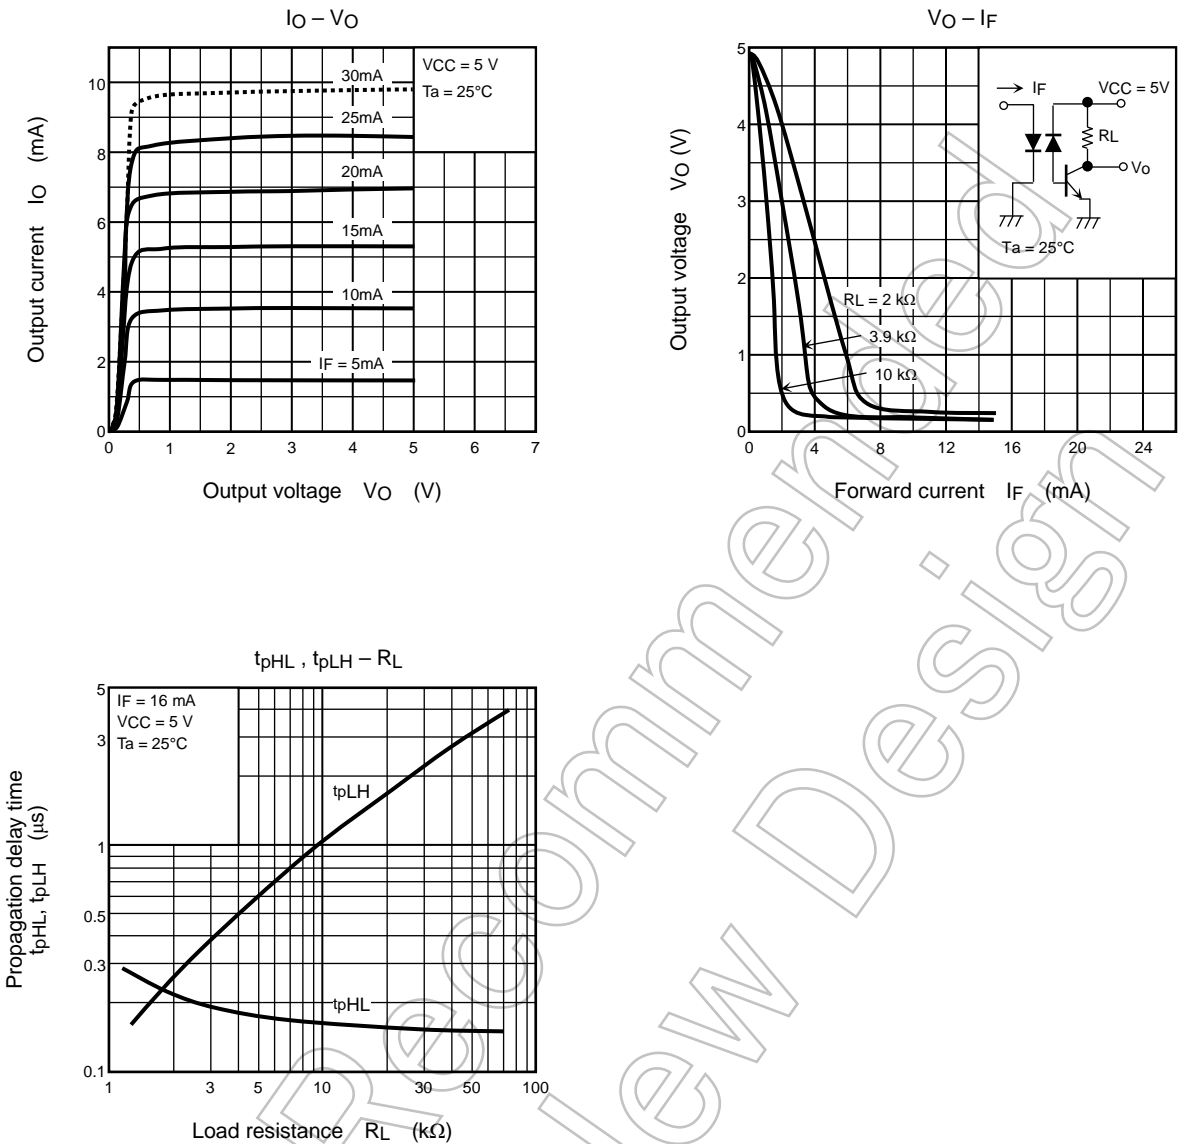 IO – VO
Output current IO (mA)
10
8
6
4
2
0
30mA
25mA
20mA
15mA
10mA
IF = 5mA
VCC = 5 V
Ta = 25°C
0 1 2 3 4 5 6 7
Output voltage VO (V)
VO – IF
Output voltage VO (V)
5
4
3
2
1
0
IF
VCC = 5V
RL
Vo
Ta = 25°C
RL = 2 kΩ
3.9 kΩ
10 kΩ
0 4 8 12 16 20 24
Forward current IF (mA)
tpHL , tpLH – RL
Propagation delay time
tpHL, tpLH (μs)
5
3
1
0.5
0.3
0.1
IF = 16 mA
VCC = 5 V
Ta = 25°C
tpLH
tpHL
1 3 5 10 30 50 100
Load resistance RL (kΩ)
Recommended
New Design